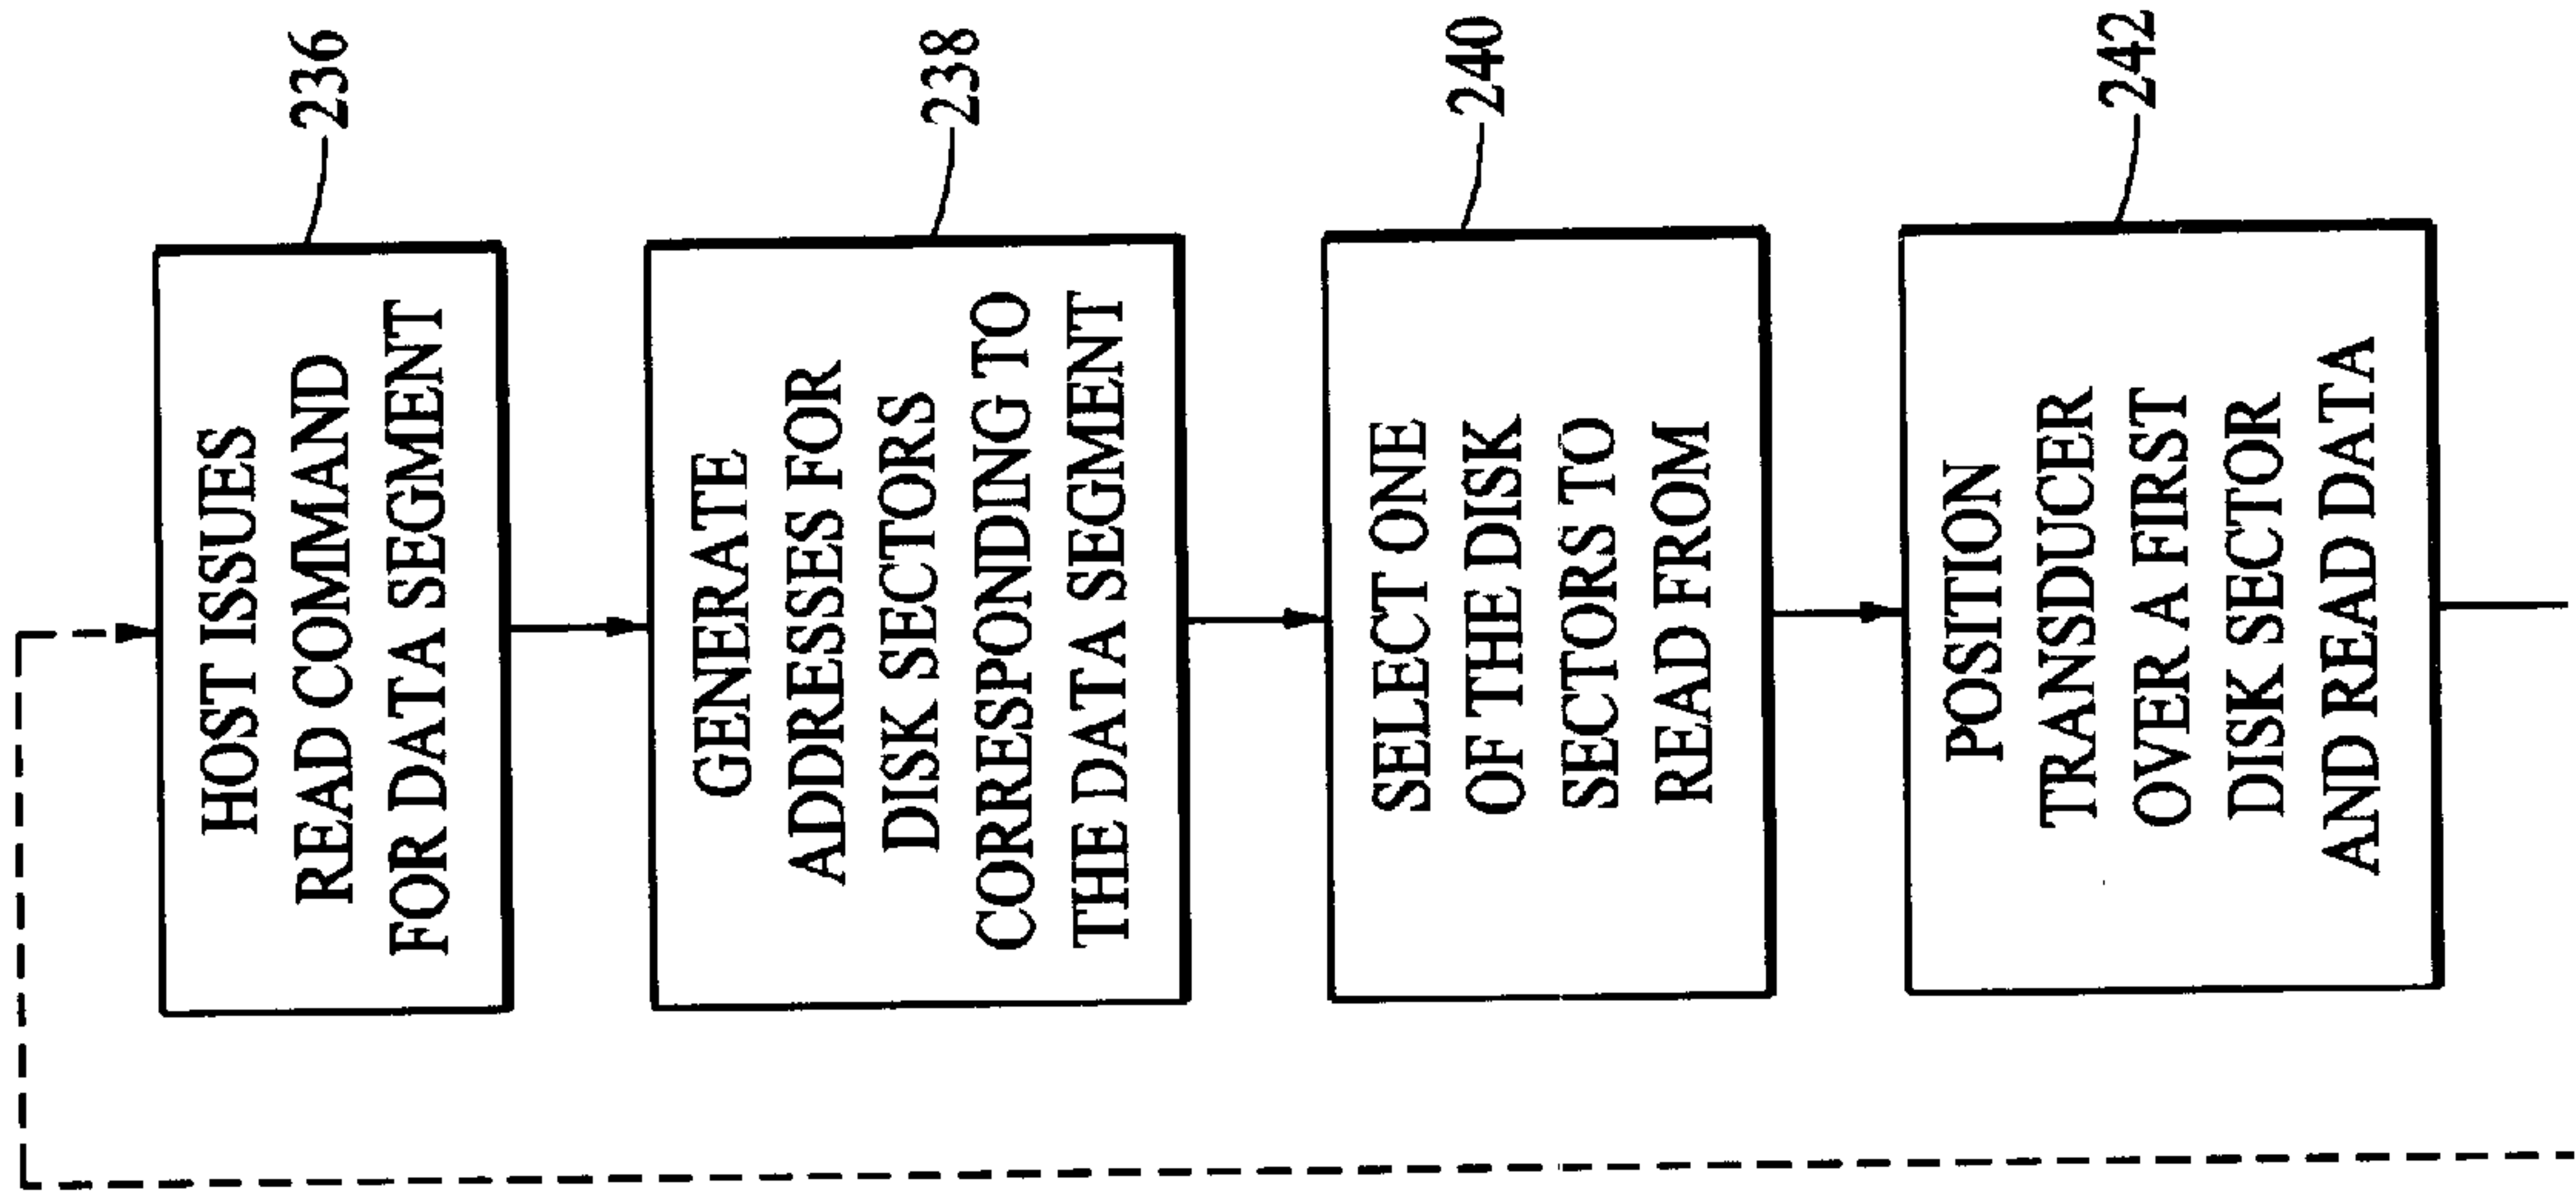 HOST ISSUES
READ COMMAND
FOR DATA SEGMENT
236
GENERATE
ADDRESSES FOR
DISK SECTORS
CORRESPONDING TO
THE DATA SEGMENT
238
SELECT ONE
OF THE DISK
SECTORS TO
READ FROM
240
POSITION
TRANSDUCER
OVER A FIRST
DISK SECTOR
AND READ DATA
242